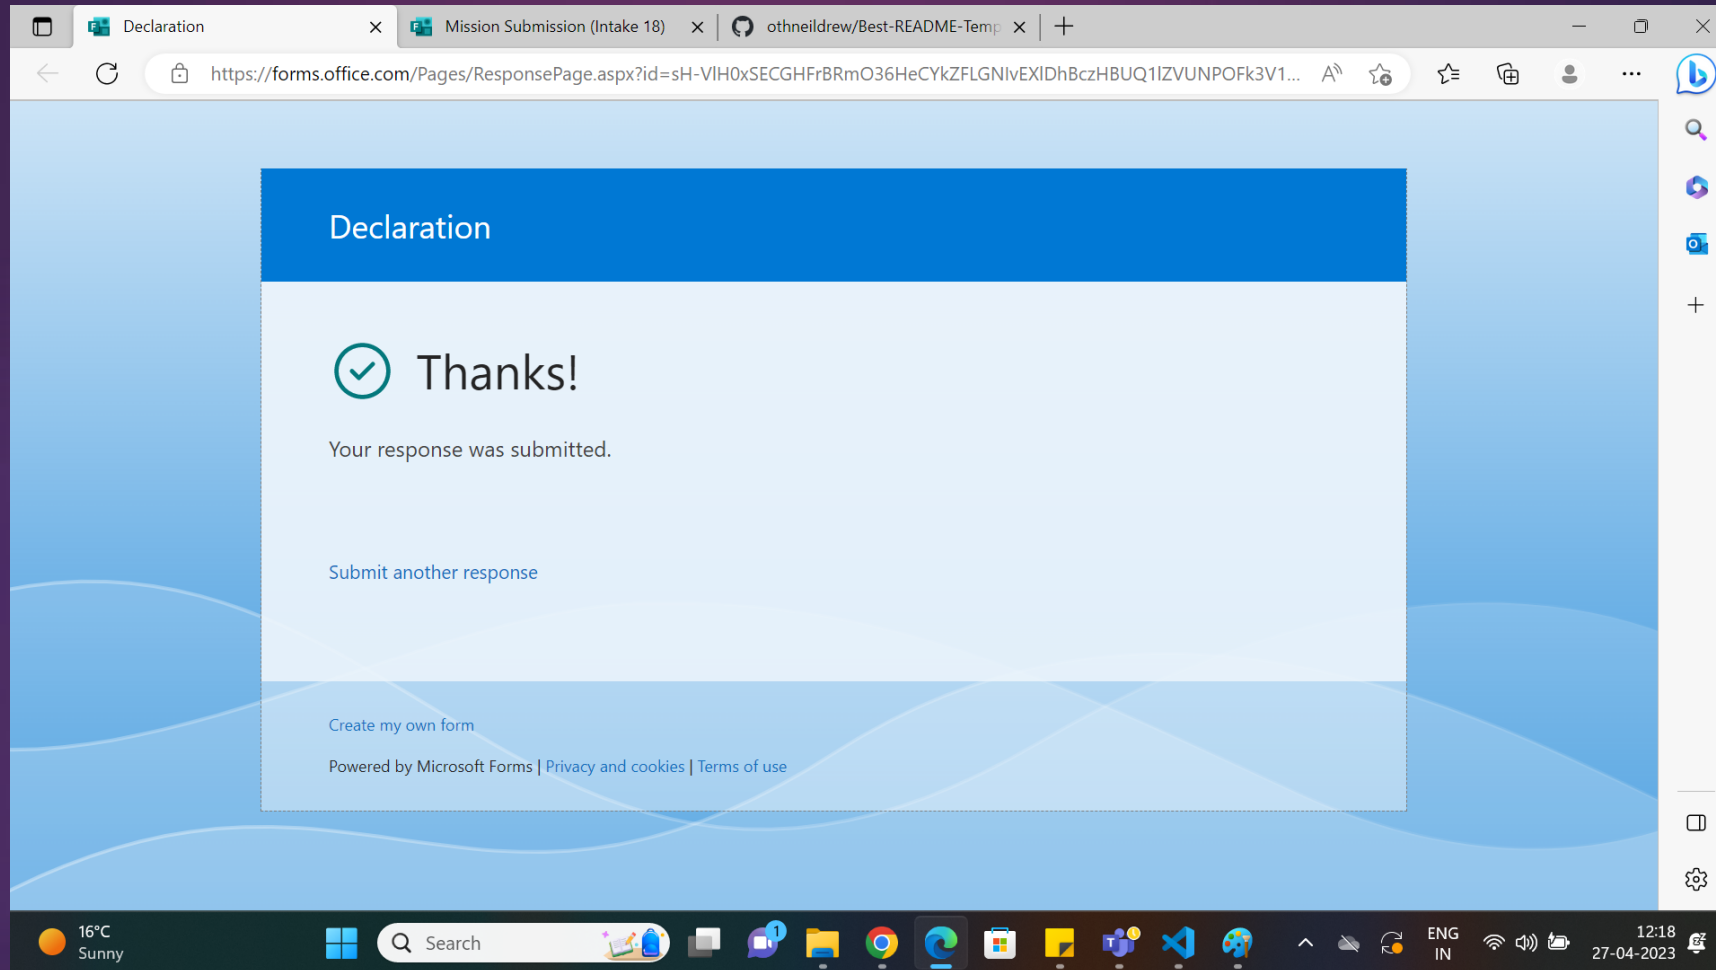 Declaration
Mission Submission (Intake 18)
othneildrew/Best-README-Temp
https://forms.office.com/Pages/ResponsePage.aspx?id=sH-VlH0xSECGHFrBRmO36HeCYkZFLGNIvEXlDhBczHBUQ1lZVUNPOFk3V1...
Declaration
Thanks!
Your response was submitted.
Submit another response
Create my own form
Powered by Microsoft Forms | Privacy and cookies | Terms of use
16°C
Sunny
Search
1
ENG
IN
12:18
27-04-2023